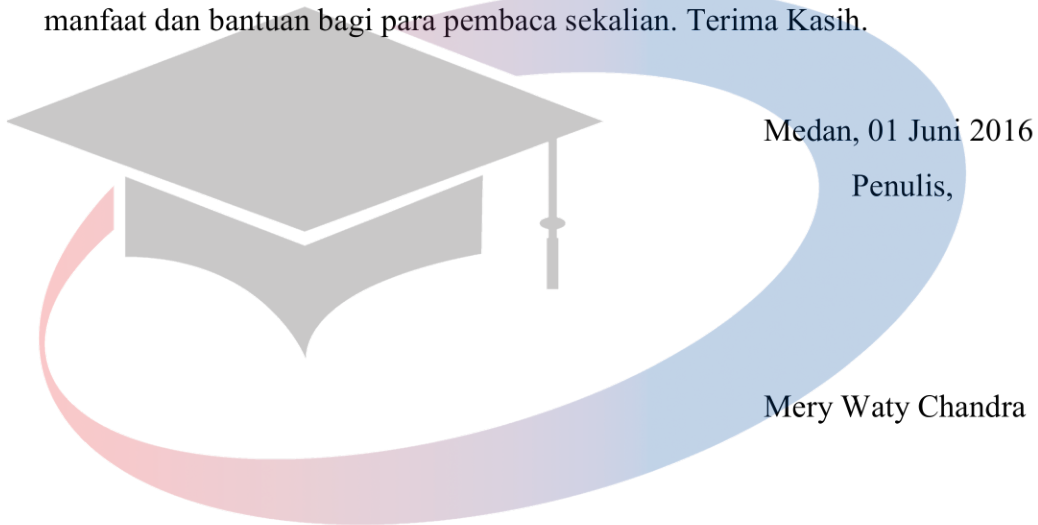 manfaat dan bantuan bagi para pembaca sekalian. Terima Kasih.
Medan, 01 Juni 2016
Penulis,
Mery Waty Chandra